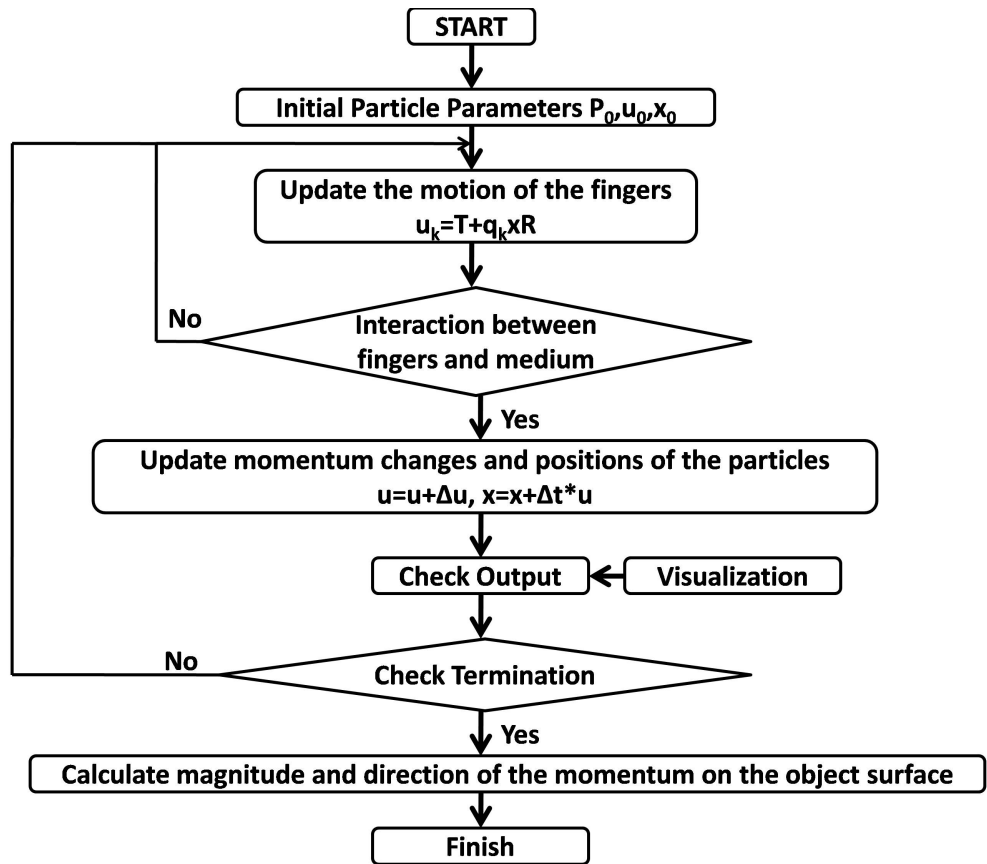 START
Initial Particle Parameters P₀,u₀,x₀
Update the motion of the fingers
uₖ=T+qₖxR
No
Interaction between
fingers and medium
Yes
Update momentum changes and positions of the particles
u=u+Δu, x=x+Δt*u
Check Output
Visualization
No
Check Termination
Yes
Calculate magnitude and direction of the momentum on the object surface
Finish